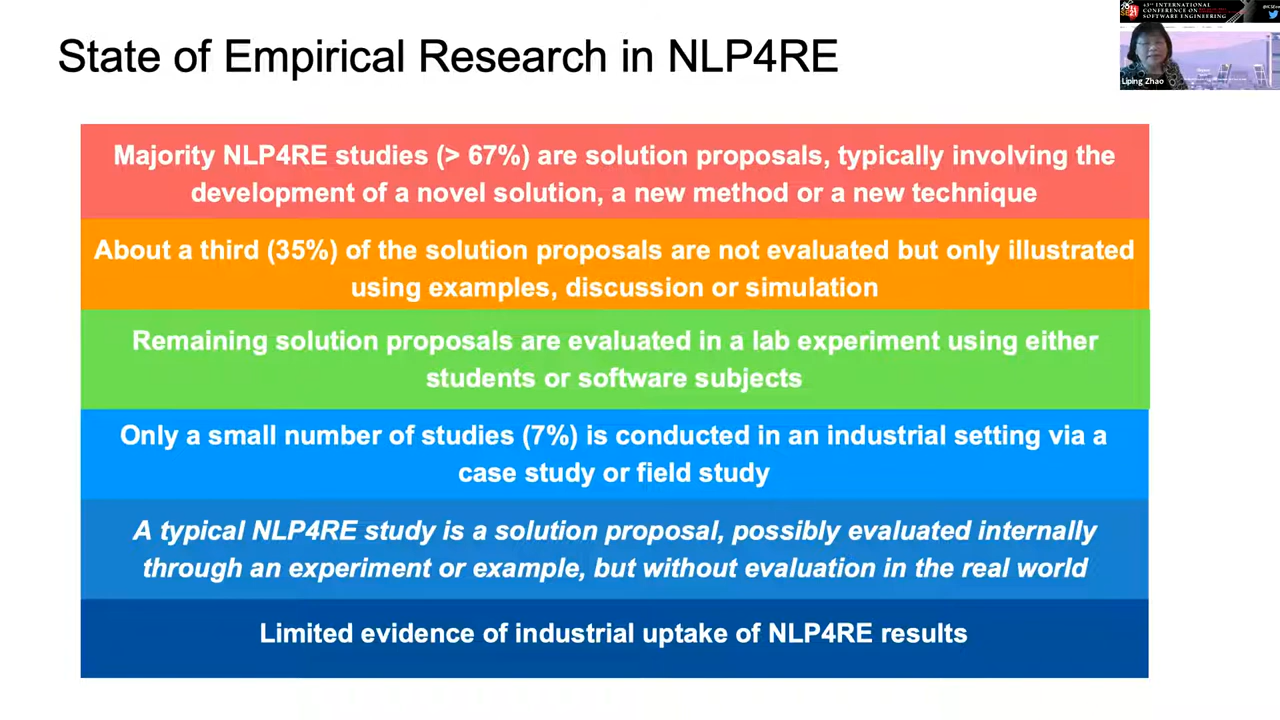 State of Empirical Research in NLP4RE
43rd INTERNATIONAL
CONFERENCE ON
SOFTWARE ENGINEERING
Liping Zhao
Majority NLP4RE studies (> 67%) are solution proposals, typically involving the
development of a novel solution, a new method or a new technique
About a third (35%) of the solution proposals are not evaluated but only illustrated
using examples, discussion or simulation
Remaining solution proposals are evaluated in a lab experiment using either
students or software subjects
Only a small number of studies (7%) is conducted in an industrial setting via a
case study or field study
A typical NLP4RE study is a solution proposal, possibly evaluated internally
through an experiment or example, but without evaluation in the real world
Limited evidence of industrial uptake of NLP4RE results